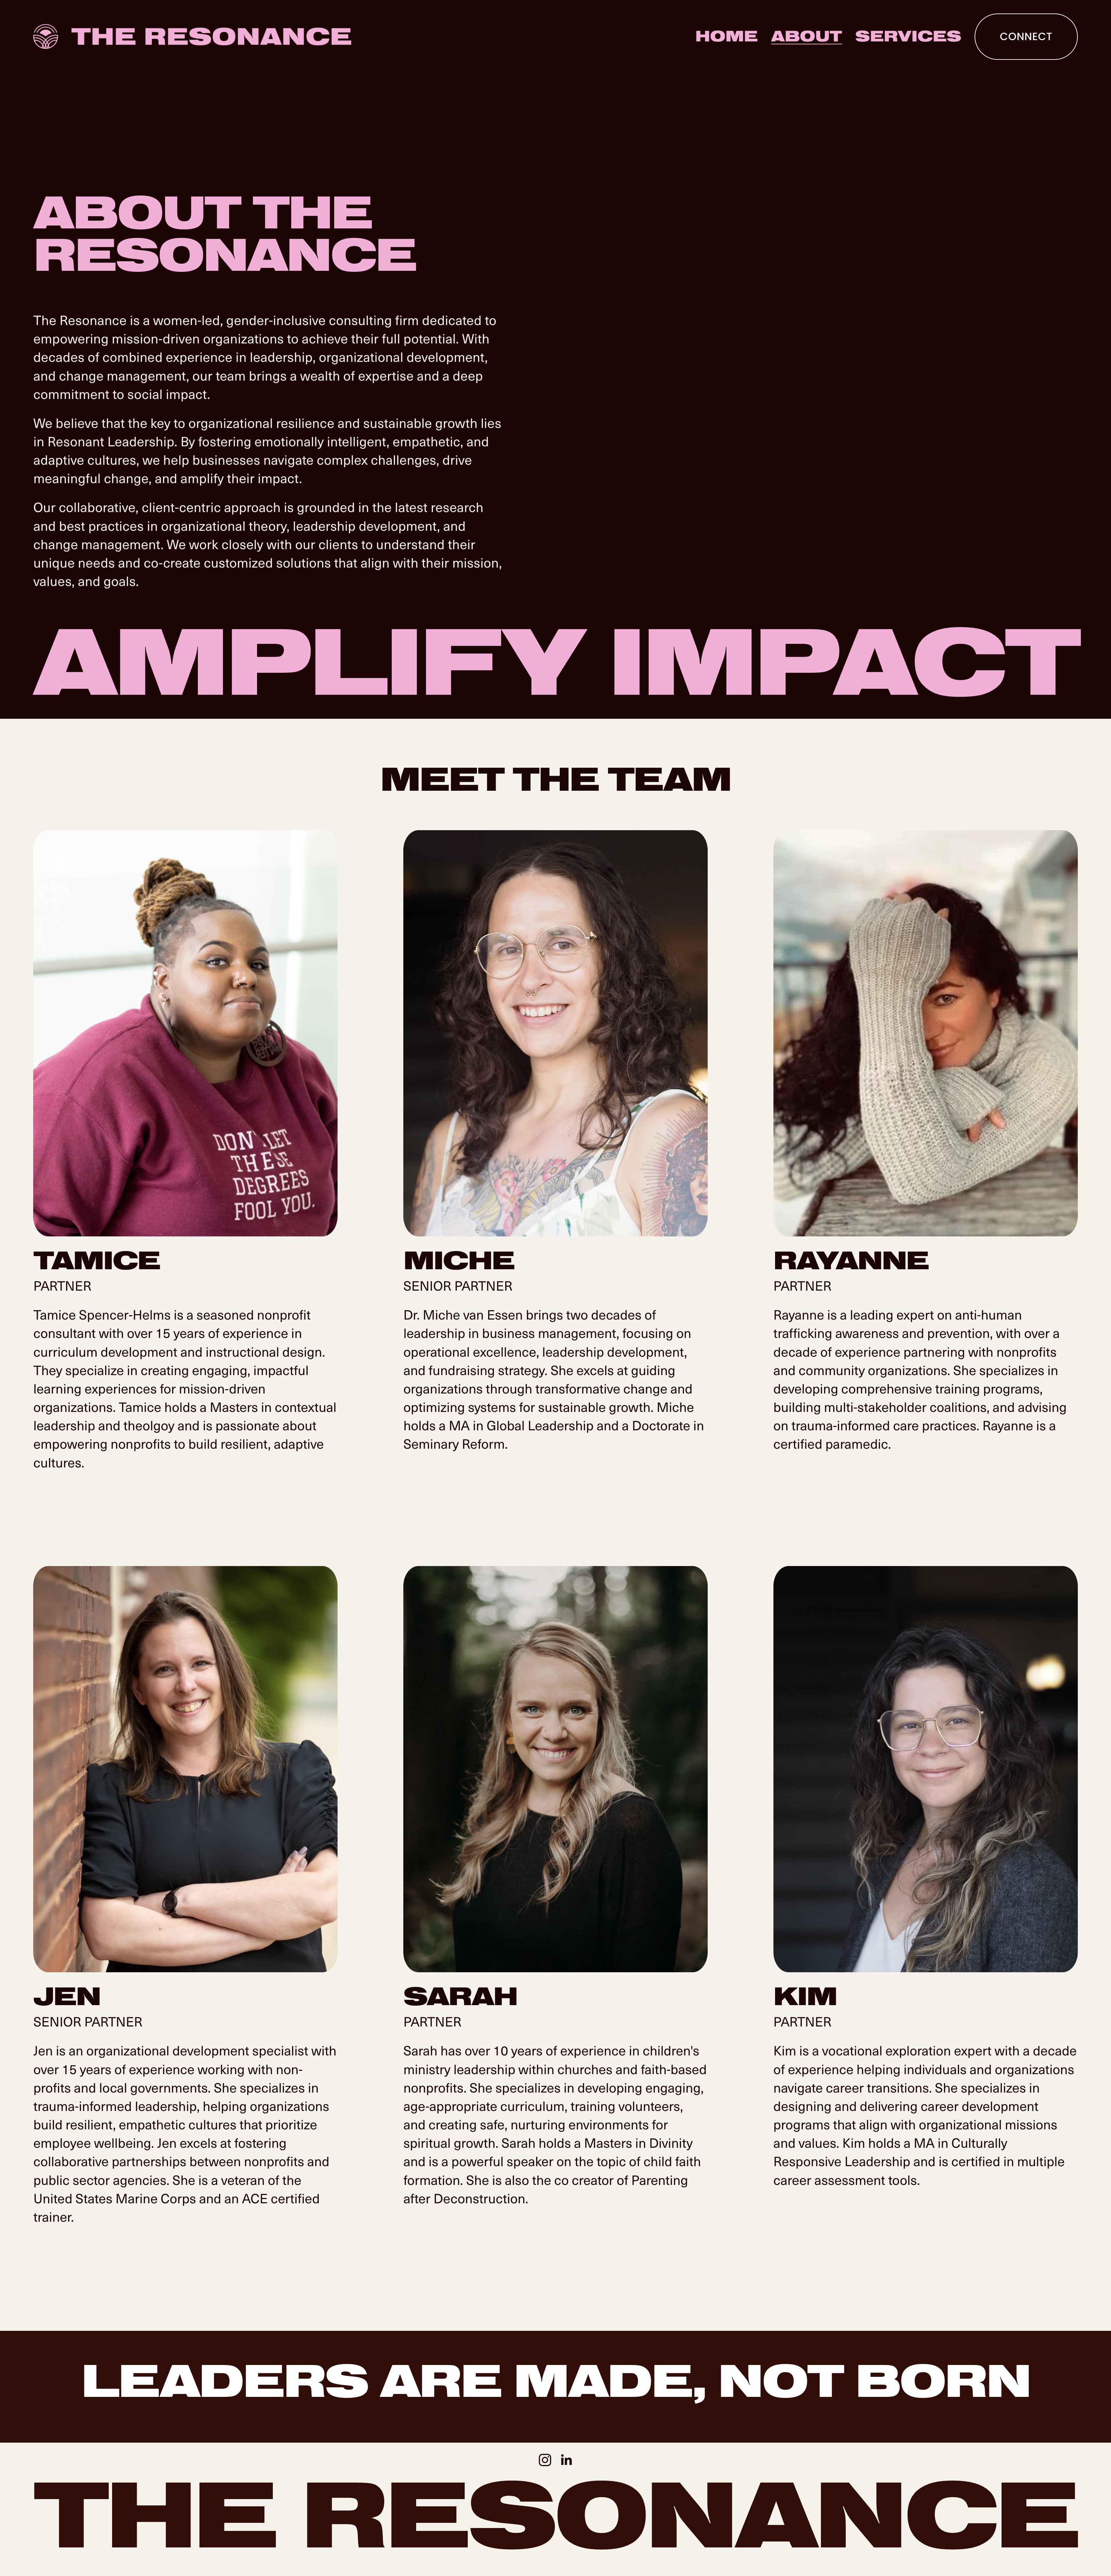 THE RESONANCE
HOME ABOUT SERVICES CONNECT
ABOUT THE
RESONANCE
The Resonance is a women-led, gender-inclusive consulting firm dedicated to
empowering mission-driven organizations to achieve their full potential. With
decades of combined experience in leadership, organizational development,
and change management, our team brings a wealth of expertise and a deep
commitment to social impact.
We believe that the key to organizational resilience and sustainable growth lies
in Resonant Leadership. By fostering emotionally intelligent, empathetic, and
adaptive cultures, we help businesses navigate complex challenges, drive
meaningful change, and amplify their impact.
Our collaborative, client-centric approach is grounded in the latest research
and best practices in organizational theory, leadership development, and
change management. We work closely with our clients to understand their
unique needs and co-create customized solutions that align with their mission,
values, and goals.
AMPLIFY IMPACT
MEET THE TEAM
DON'T LET
THESE
DEGREES
FOOL YOU.
TAMICE
PARTNER
Tamice Spencer-Helms is a seasoned nonprofit
consultant with over 15 years of experience in
curriculum development and instructional design.
They specialize in creating engaging, impactful
learning experiences for mission-driven
organizations. Tamice holds a Masters in contextual
leadership and theolgoy and is passionate about
empowering nonprofits to build resilient, adaptive
cultures.
MICHE
SENIOR PARTNER
Dr. Miche van Essen brings two decades of
leadership in business management, focusing on
operational excellence, leadership development,
and fundraising strategy. She excels at guiding
organizations through transformative change and
optimizing systems for sustainable growth. Miche
holds a MA in Global Leadership and a Doctorate in
Seminary Reform.
RAYANNE
PARTNER
Rayanne is a leading expert on anti-human
trafficking awareness and prevention, with over a
decade of experience partnering with nonprofits
and community organizations. She specializes in
developing comprehensive training programs,
building multi-stakeholder coalitions, and advising
on trauma-informed care practices. Rayanne is a
certified paramedic.
JEN
SENIOR PARTNER
Jen is an organizational development specialist with
over 15 years of experience working with non-
profits and local governments. She specializes in
trauma-informed leadership, helping organizations
build resilient, empathetic cultures that prioritize
employee wellbeing. Jen excels at fostering
collaborative partnerships between nonprofits and
public sector agencies. She is a veteran of the
United States Marine Corps and an ACE certified
trainer.
SARAH
PARTNER
Sarah has over 10 years of experience in children's
ministry leadership within churches and faith-based
nonprofits. She specializes in developing engaging,
age-appropriate curriculum, training volunteers,
and creating safe, nurturing environments for
spiritual growth. Sarah holds a Masters in Divinity
and is a powerful speaker on the topic of child faith
formation. She is also the co creator of Parenting
after Deconstruction.
KIM
PARTNER
Kim is a vocational exploration expert with a decade
of experience helping individuals and organizations
navigate career transitions. She specializes in
designing and delivering career development
programs that align with organizational missions
and values. Kim holds a MA in Culturally
Responsive Leadership and is certified in multiple
career assessment tools.
LEADERS ARE MADE, NOT BORN
THE RESONANCE